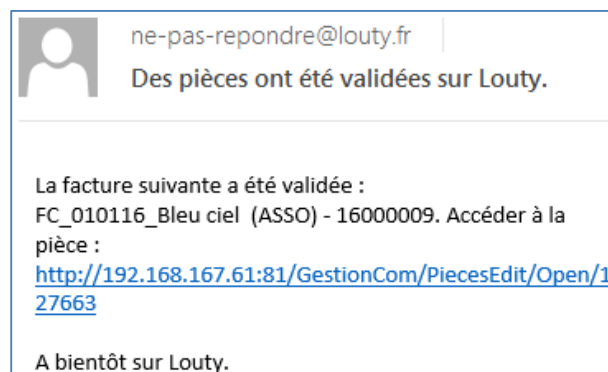 ne-pas-repondre@louty.fr
Des pièces ont été validées sur Louty.
La facture suivante a été validée :
FC_010116_Bleu ciel  (ASSO) - 16000009. Accéder à la
pièce :
http://192.168.167.61:81/GestionCom/PiecesEdit/Open/1
27663
A bientôt sur Louty.